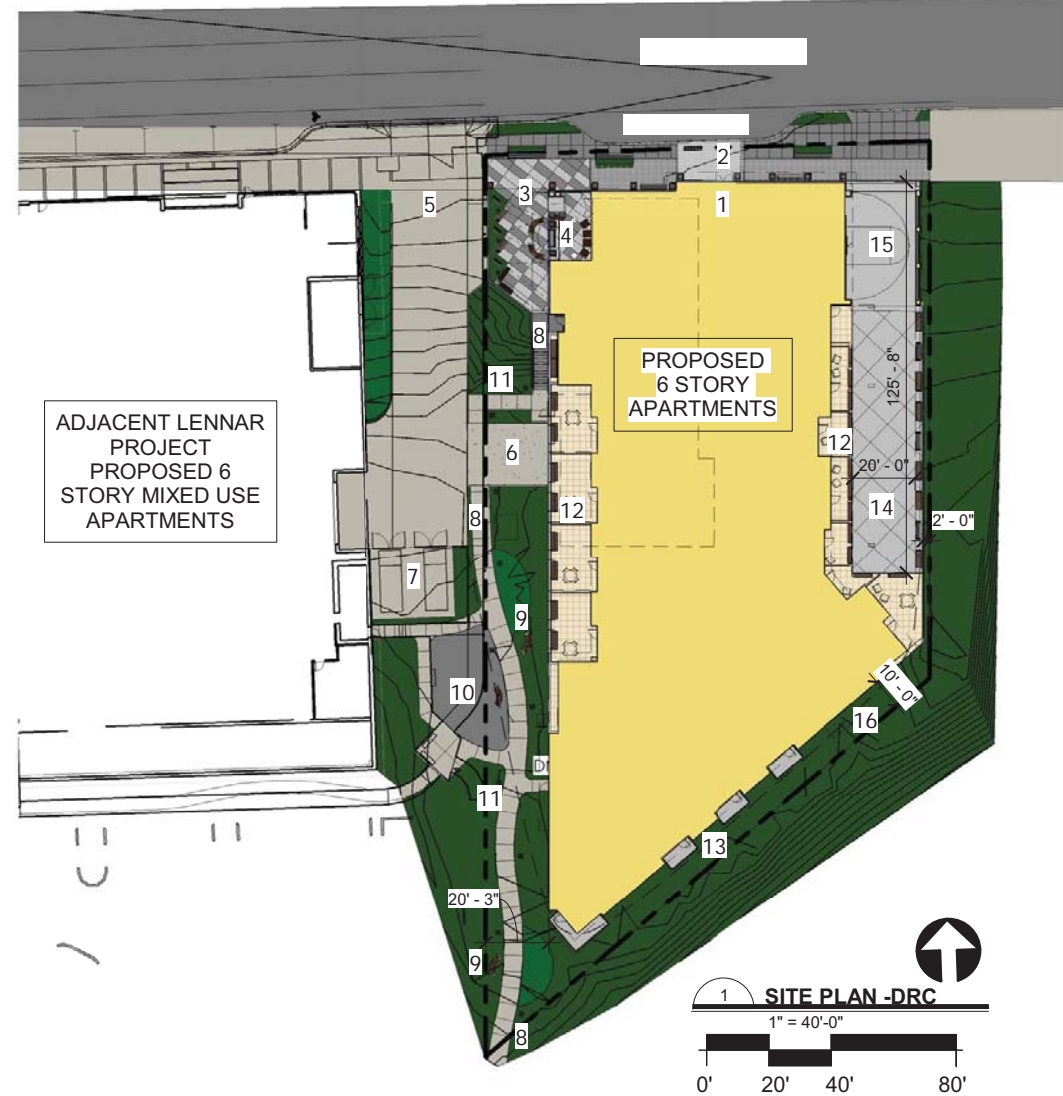 2
3
1
5
4
15
8
PROPOSED
6 STORY
APARTMENTS
11
125' - 8"
ADJACENT LENNAR
PROJECT
PROPOSED 6
STORY MIXED USE
APARTMENTS
6
12
20' - 0"
12
14
8
2' - 0"
7
9
10
10' - 0"
16
D
11
13
20' - 3"
9
8
1
SITE PLAN -DRC
1" = 40'-0"
0' 20' 40' 80'